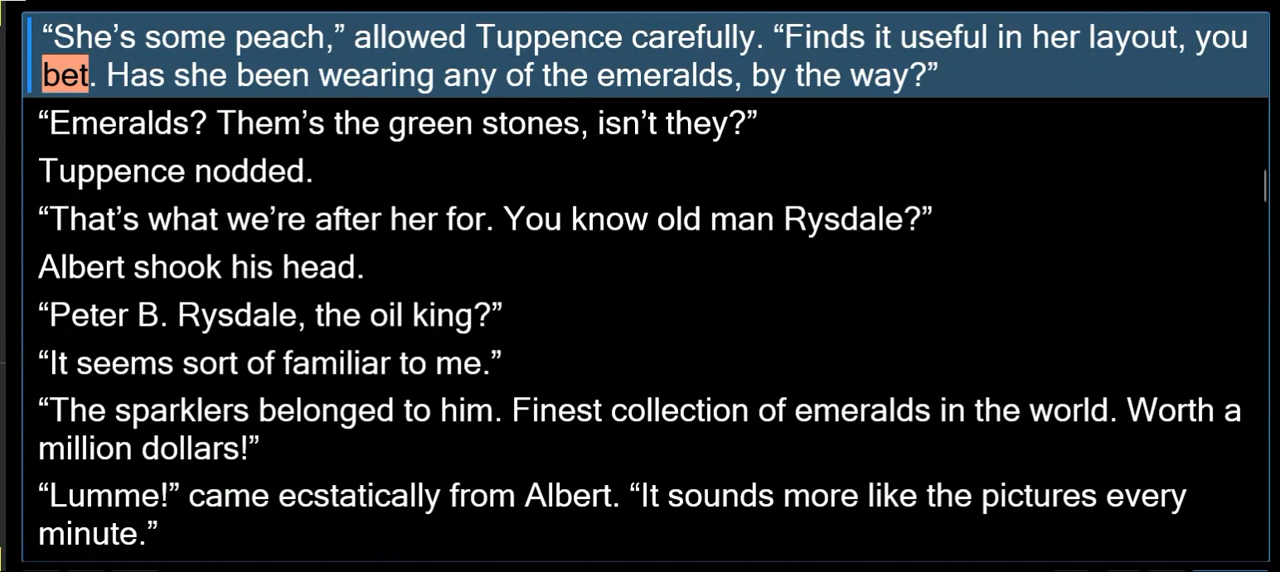 “She’s some peach,” allowed Tuppence carefully. “Finds it useful in her layout, you
bet. Has she been wearing any of the emeralds, by the way?”
“Emeralds? Them’s the green stones, isn’t they?”
Tuppence nodded.
“That’s what we’re after her for. You know old man Rysdale?”
Albert shook his head.
“Peter B. Rysdale, the oil king?”
“It seems sort of familiar to me.”
“The sparklers belonged to him. Finest collection of emeralds in the world. Worth a
million dollars!”
“Lumme!” came ecstatically from Albert. “It sounds more like the pictures every
minute.”